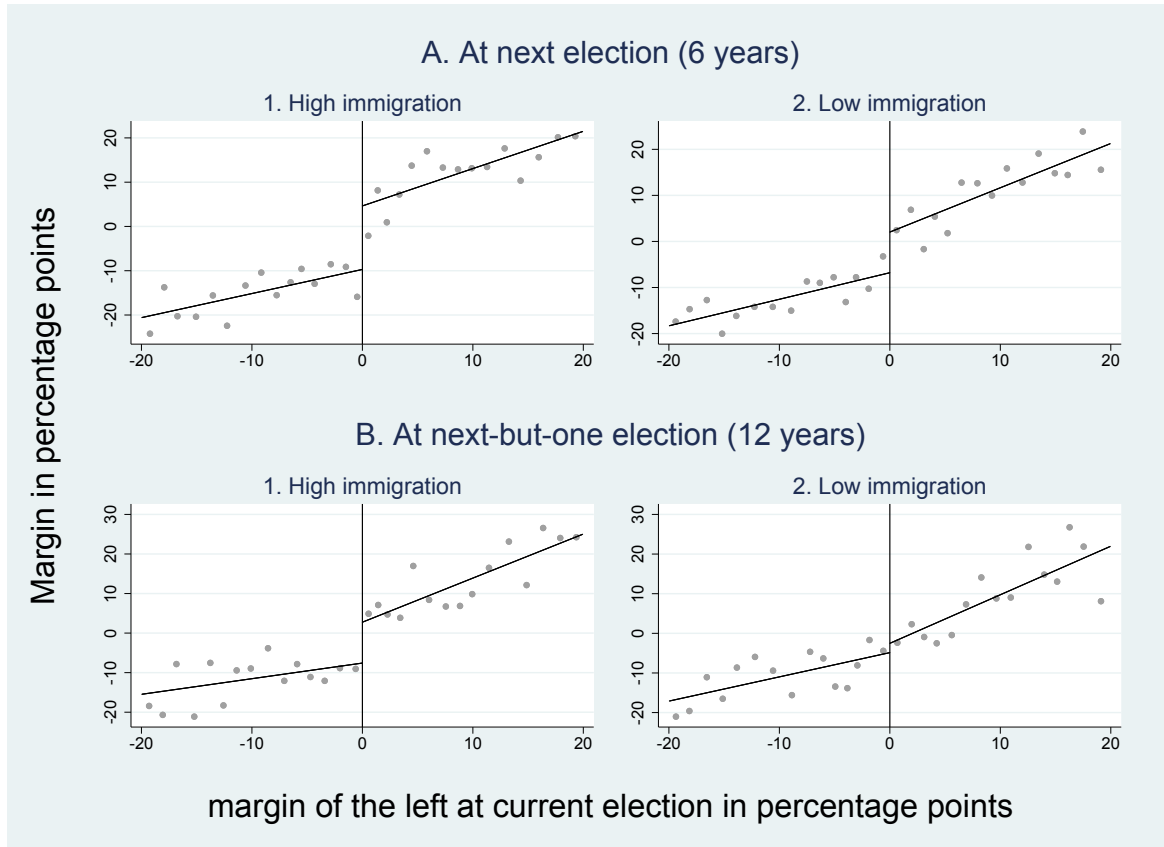 A. At next election (6 years)
1. High immigration
2. Low immigration
20
10
0
-10
-20
-20 -10 0 10 20
20
10
0
-10
-20
-20 -10 0 10 20
Margin in percentage points
B. At next-but-one election (12 years)
1. High immigration
2. Low immigration
30
20
10
0
-10
-20
-20 -10 0 10 20
30
20
10
0
-10
-20
-20 -10 0 10 20
margin of the left at current election in percentage points